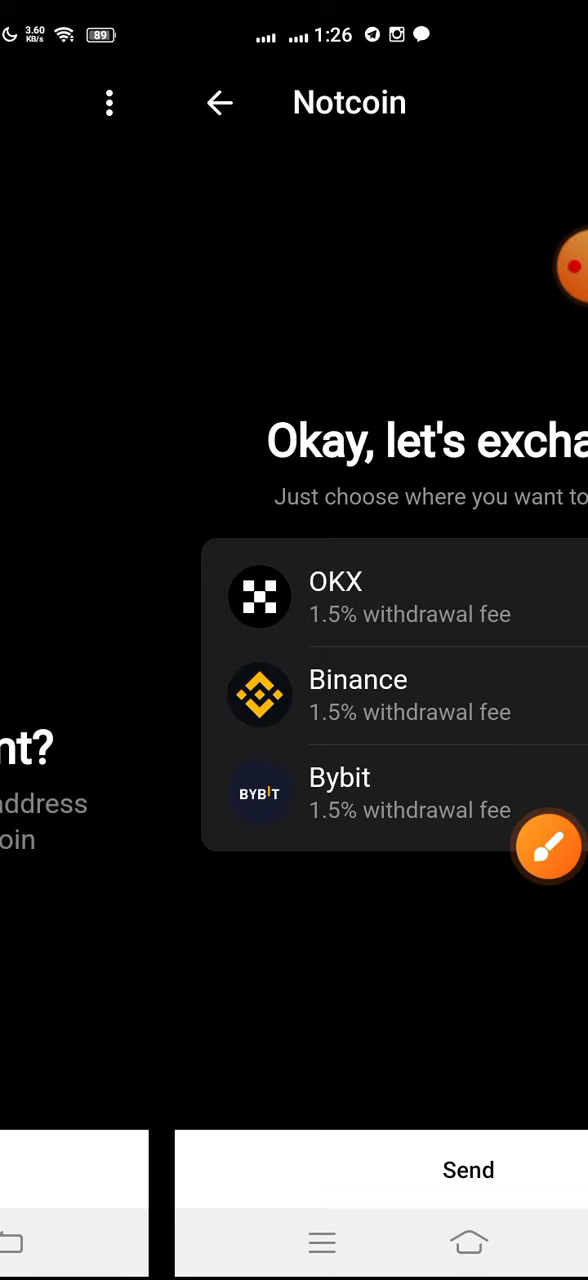 3.60
KB/s
89
1:26
Notcoin
Okay, let's excha
Just choose where you want to
OKX
1.5% withdrawal fee
Binance
1.5% withdrawal fee
nt?
Bybit
BYBIT
1.5% withdrawal fee
address
oin
Send